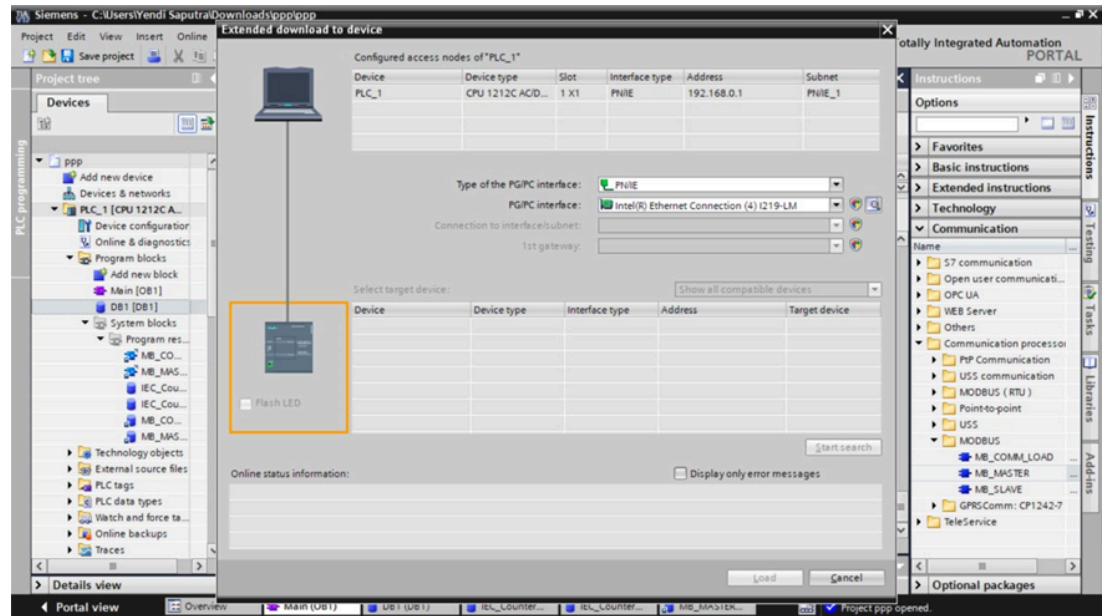 Siemens - C:\Users\Yendi Saputra\Downloads\ppp\ppp
Project Edit View Insert Online
Totally Integrated Automation
PORTAL
Save project
Project tree
Devices
PLC programming
ppp
Add new device
Devices & networks
PLC_1 [CPU 1212C A...
Device configuration
Online & diagnostics
Program blocks
Add new block
Main [OB1]
DB1 [DB1]
System blocks
Program res...
MB_CO...
MB_MAS...
IEC_Cou...
IEC_Cou...
MB_CO...
MB_MAS...
Technology objects
External source files
PLC tags
PLC data types
Watch and force ta...
Online backups
Traces
Details view
Extended download to device
Configured access nodes of "PLC_1"
Device Device type Slot Interface type Address Subnet
PLC_1 CPU 1212C AC/D... 1 X1 PN/IE 192.168.0.1 PN/IE_1
Type of the PG/PC interface: PN/IE
PG/PC interface: Intel(R) Ethernet Connection (4) I219-LM
Connection to interface/subnet:
1st gateway:
Select target device: Show all compatible devices
Device Device type Interface type Address Target device
Flash LED
Start search
Online status information: Display only error messages
Load Cancel
Instructions
Options
Favorites
Basic instructions
Extended instructions
Technology
Communication
Name
S7 communication
Open user communicati...
OPC UA
WEB Server
Others
Communication processor
PtP Communication
USS communication
MODBUS (RTU)
Point-to-point
USS
MODBUS
MB_COMM_LOAD
MB_MASTER
MB_SLAVE
GPRSComm: CP1242-7
TeleService
Optional packages
Instructions
Testing
Tasks
Libraries
Add-ins
Portal view Overview Main (OB1) DB1 (DB1) IEC_Counter... IEC_Counter... MB_MASTER... Project ppp opened.